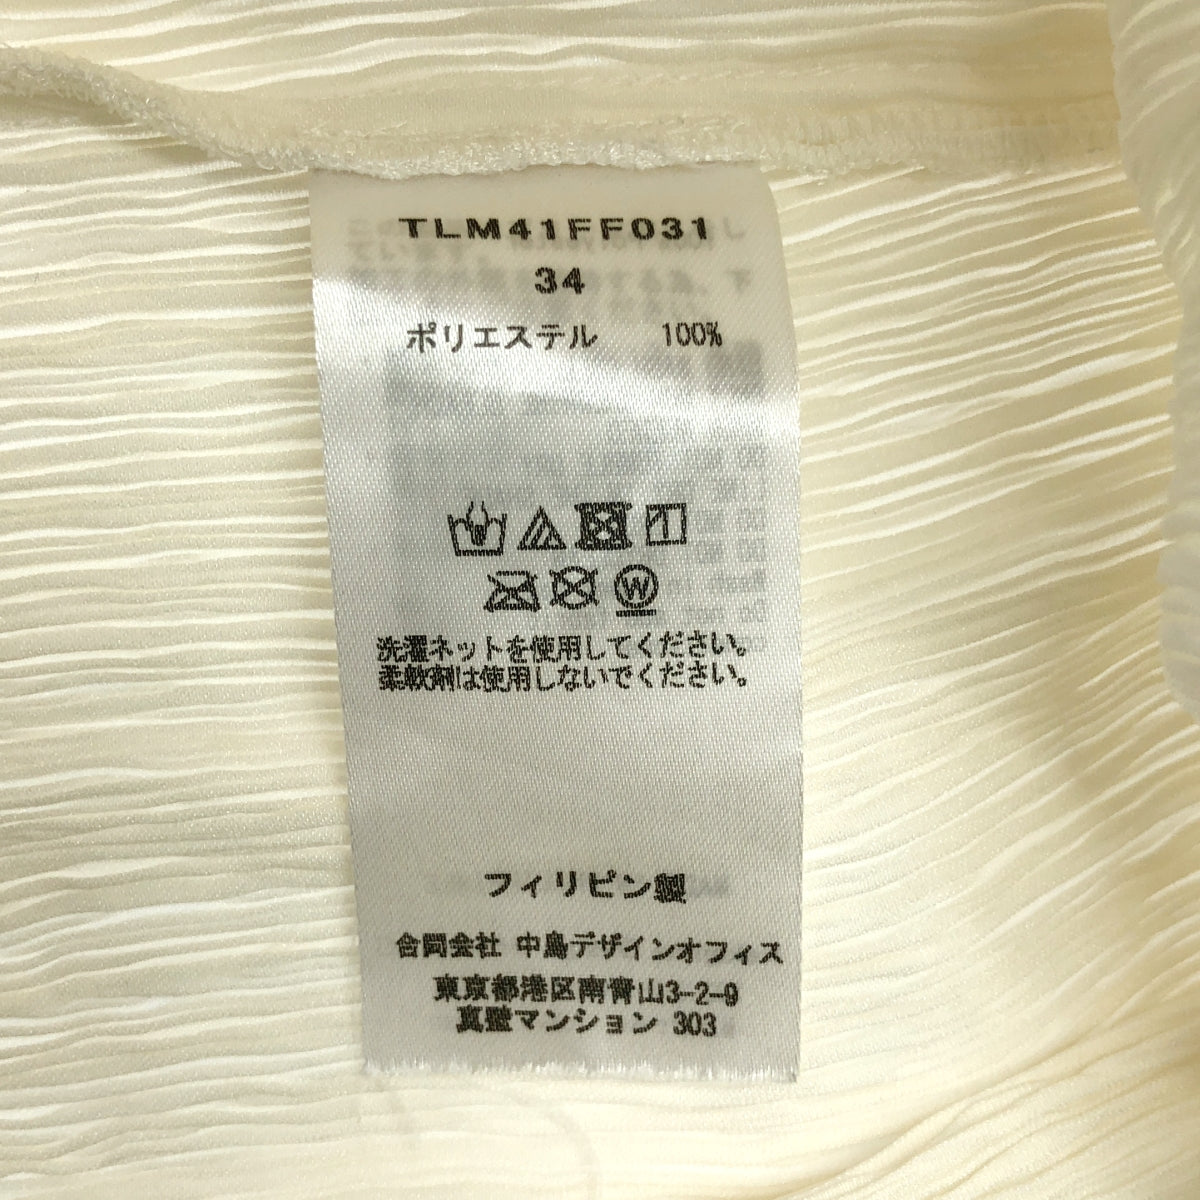 TLM41FF031
34
ポリエステル 100%
W
洗濯ネットを使用してください。
柔軟剤は使用しないでください。
フィリピン製
合同会社 中島デザインオフィス
東京都港区南青山3-2-9
真壁マンション 303